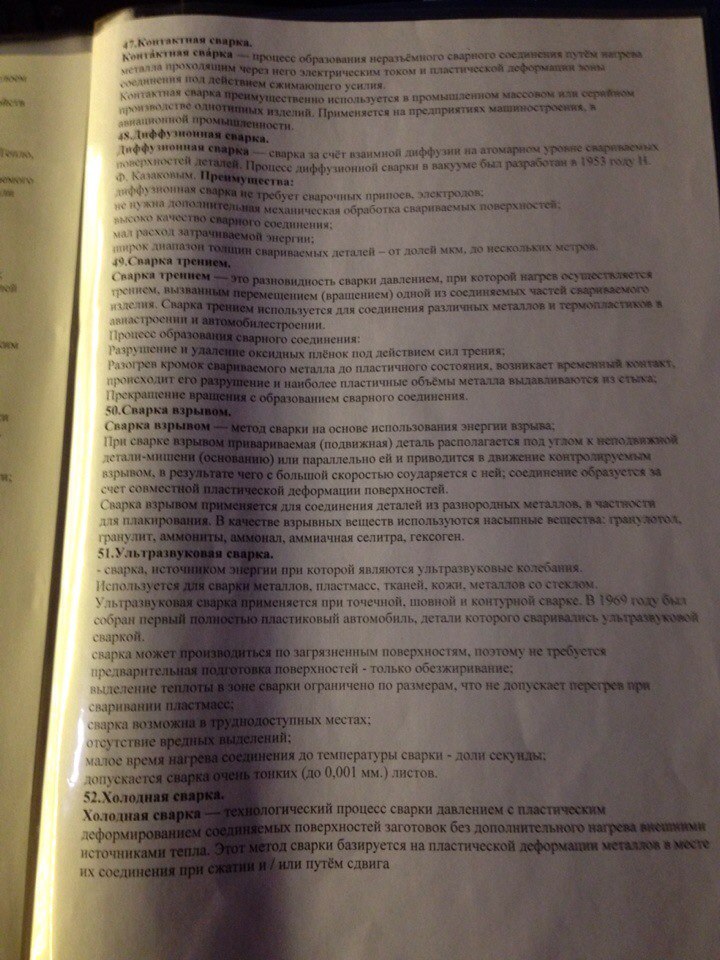 47.Контактная сварка.
Конта́ктная сва́рка — процесс образования неразъёмного сварного соединения путём нагрева
металла проходящим через него электрическим током и пластической деформации зоны
соединения под действием сжимающего усилия.
Контактная сварка преимущественно используется в промышленном массовом или серийном
производстве однотипных изделий. Применяется на предприятиях машиностроения, в
авиационной промышленности.
48.Диффузионная сварка.
Диффузионная сварка — сварка за счёт взаимной диффузии на атомарном уровне свариваемых
поверхностей деталей. Процесс диффузионной сварки в вакууме был разработан в 1953 году Н.
Ф. Казаковым. Преимущества:
диффузионная сварка не требует сварочных припоев, электродов;
не нужна дополнительная механическая обработка свариваемых поверхностей;
высоко качество сварного соединения;
мал расход затрачиваемой энергии;
широк диапазон толщин свариваемых деталей – от долей мкм, до нескольких метров.
49.Сварка трением.
Сварка трением — это разновидность сварки давлением, при которой нагрев осуществляется
трением, вызванным перемещением (вращением) одной из соединяемых частей свариваемого
изделия. Сварка трением используется для соединения различных металлов и термопластиков в
авиастроении и автомобилестроении.
Процесс образования сварного соединения:
Разрушение и удаление оксидных плёнок под действием сил трения;
Разогрев кромок свариваемого металла до пластичного состояния, возникает временный контакт,
происходит его разрушение и наиболее пластичные объёмы металла выдавливаются из стыка;
Прекращение вращения с образованием сварного соединения.
50.Сварка взрывом.
Сварка взрывом — метод сварки на основе использования энергии взрыва;
При сварке взрывом привариваемая (подвижная) деталь располагается под углом к неподвижной
детали-мишени (основанию) или параллельно ей и приводится в движение контролируемым
взрывом, в результате чего с большой скоростью соударяется с ней; соединение образуется за
счет совместной пластической деформации поверхностей.
Сварка взрывом применяется для соединения деталей из разнородных металлов, в частности
для плакирования. В качестве взрывных веществ используются насыпные вещества: гранулотол,
гранулит, аммониты, аммонал, аммиачная селитра, гексоген.
51.Ультразвуковая сварка.
- сварка, источником энергии при которой являются ультразвуковые колебания.
Используется для сварки металлов, пластмасс, тканей, кожи, металлов со стеклом.
Ультразвуковая сварка применяется при точечной, шовной и контурной сварке. В 1969 году был
собран первый полностью пластиковый автомобиль, детали которого сваривались ультразвуковой
сваркой.
сварка может производиться по загрязненным поверхностям, поэтому не требуется
предварительная подготовка поверхностей - только обезжиривание;
выделение теплоты в зоне сварки ограничено по размерам, что не допускает перегрев при
сваривании пластмасс;
сварка возможна в труднодоступных местах;
отсутствие вредных выделений;
малое время нагрева соединения до температуры сварки - доли секунды;
допускается сварка очень тонких (до 0,001 мм.) листов.
52.Холодная сварка.
Холодная сварка — технологический процесс сварки давлением с пластическим
деформированием соединяемых поверхностей заготовок без дополнительного нагрева внешними
источниками тепла. Этот метод сварки базируется на пластической деформации металлов в месте
их соединения при сжатии и / или путём сдвига